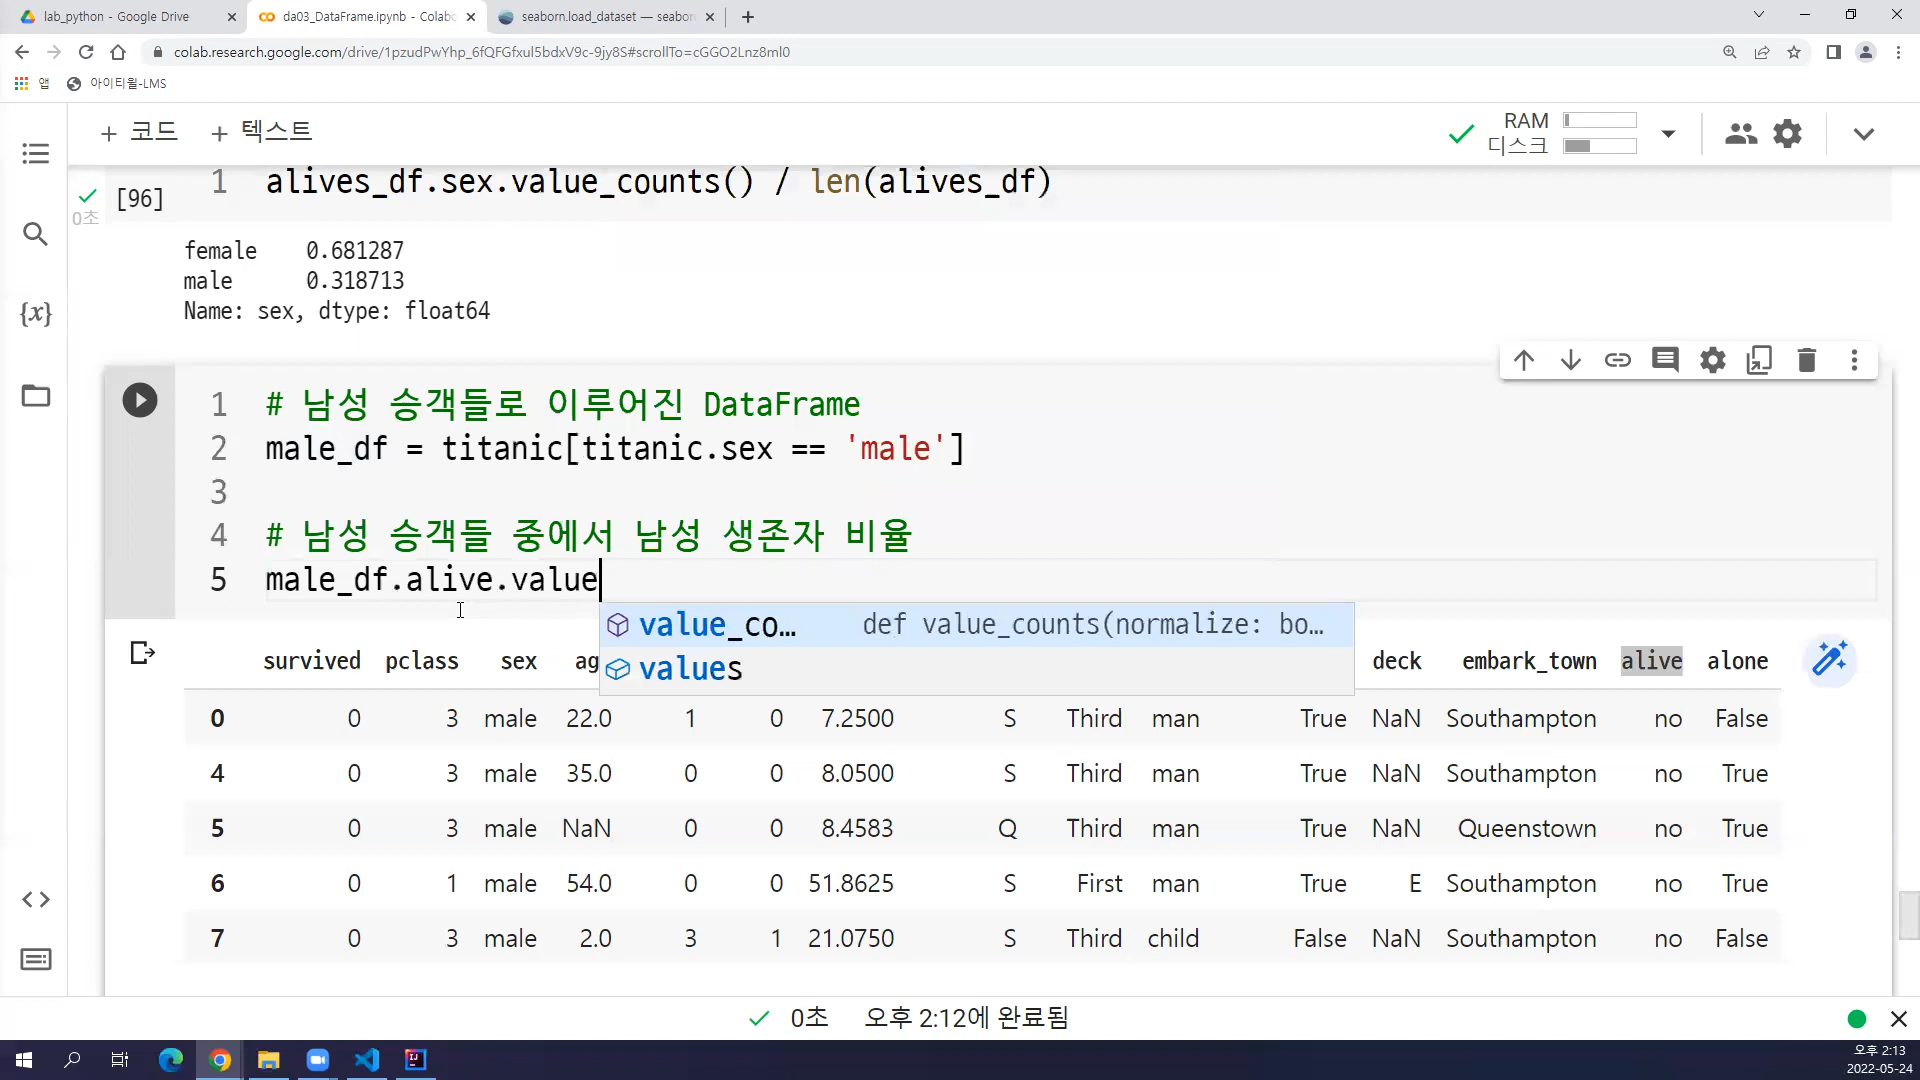 lab_python - Google Drive
da03_DataFrame.ipynb - Colabo
seaborn.load_dataset — seaborn
colab.research.google.com/drive/1pzudPwYhp_6fQFGfxul5bdxV9c-9jy8S#scrollTo=cGGO2Lnz8ml0
앱
아이티윌-LMS
+ 코드 + 텍스트
RAM
디스크
[96]
0초
1 alives_df.sex.value_counts() / len(alives_df)
female 0.681287
male 0.318713
Name: sex, dtype: float64
1 # 남성 승객들로 이루어진 DataFrame
2 male_df = titanic[titanic.sex == 'male']
3
4 # 남성 승객들 중에서 남성 생존자 비율
5 male_df.alive.value
value_co... def value_counts(normalize: bo...
values
survived pclass sex ag deck embark_town alive alone
0 0 3 male 22.0 1 0 7.2500 S Third man True NaN Southampton no False
4 0 3 male 35.0 0 0 8.0500 S Third man True NaN Southampton no True
5 0 3 male NaN 0 0 8.4583 Q Third man True NaN Queenstown no True
6 0 1 male 54.0 0 0 51.8625 S First man True E Southampton no True
7 0 3 male 2.0 3 1 21.0750 S Third child False NaN Southampton no False
0초 오후 2:12에 완료됨
오후 2:13
2022-05-24